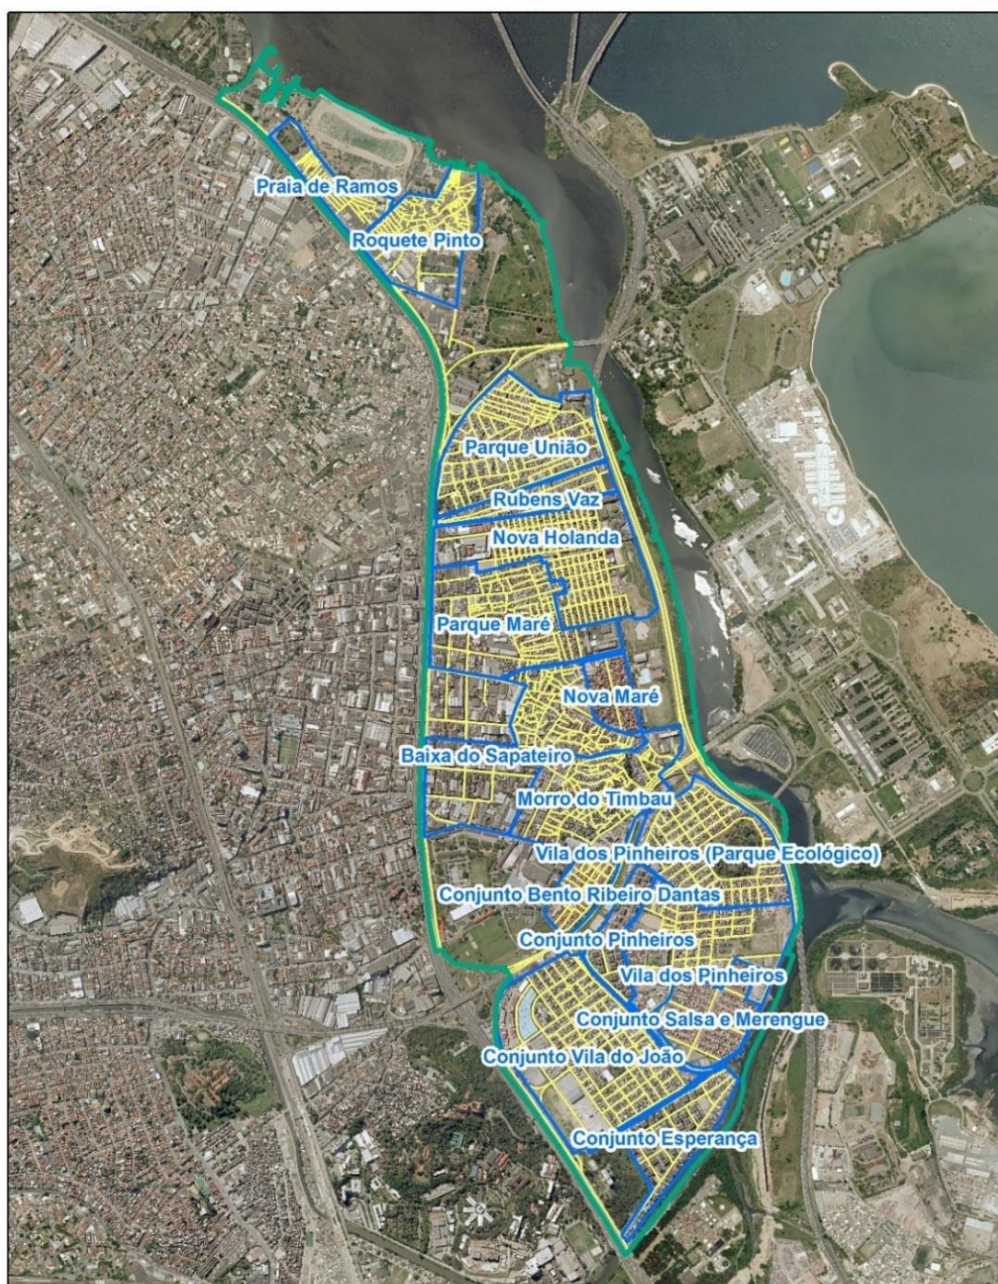 Praia de Ramos
Roquete Pinto
Parque União
Rubens Vaz
Nova Holanda
Parque Maré
Nova Maré
Baixa do Sapateiro
Morro do Timbau
Vila dos Pinheiros (Parque Ecológico)
Conjunto Bento Ribeiro Dantas
Conjunto Pinheiros
Vila dos Pinheiros
Conjunto Salsa e Merengue
Conjunto Vila do João
Conjunto Esperança